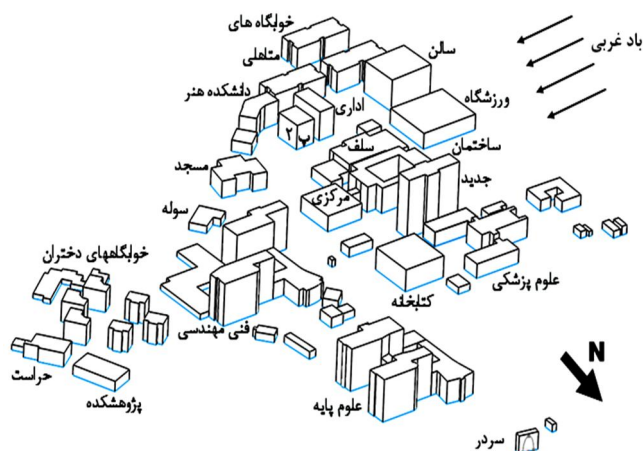 خوابگاه های
متاهلی
سالن
باد غربی
دانشکده هنر
اداری
ورزشگاه
پ ۲
سلف
ساختمان
مسجد
مرکزی
جدید
سوله
خوابگاههای دختران
علوم پزشکی
کتابخانه
فنی مهندسی
N
حراست
پژوهشکده
علوم پایه
سردر